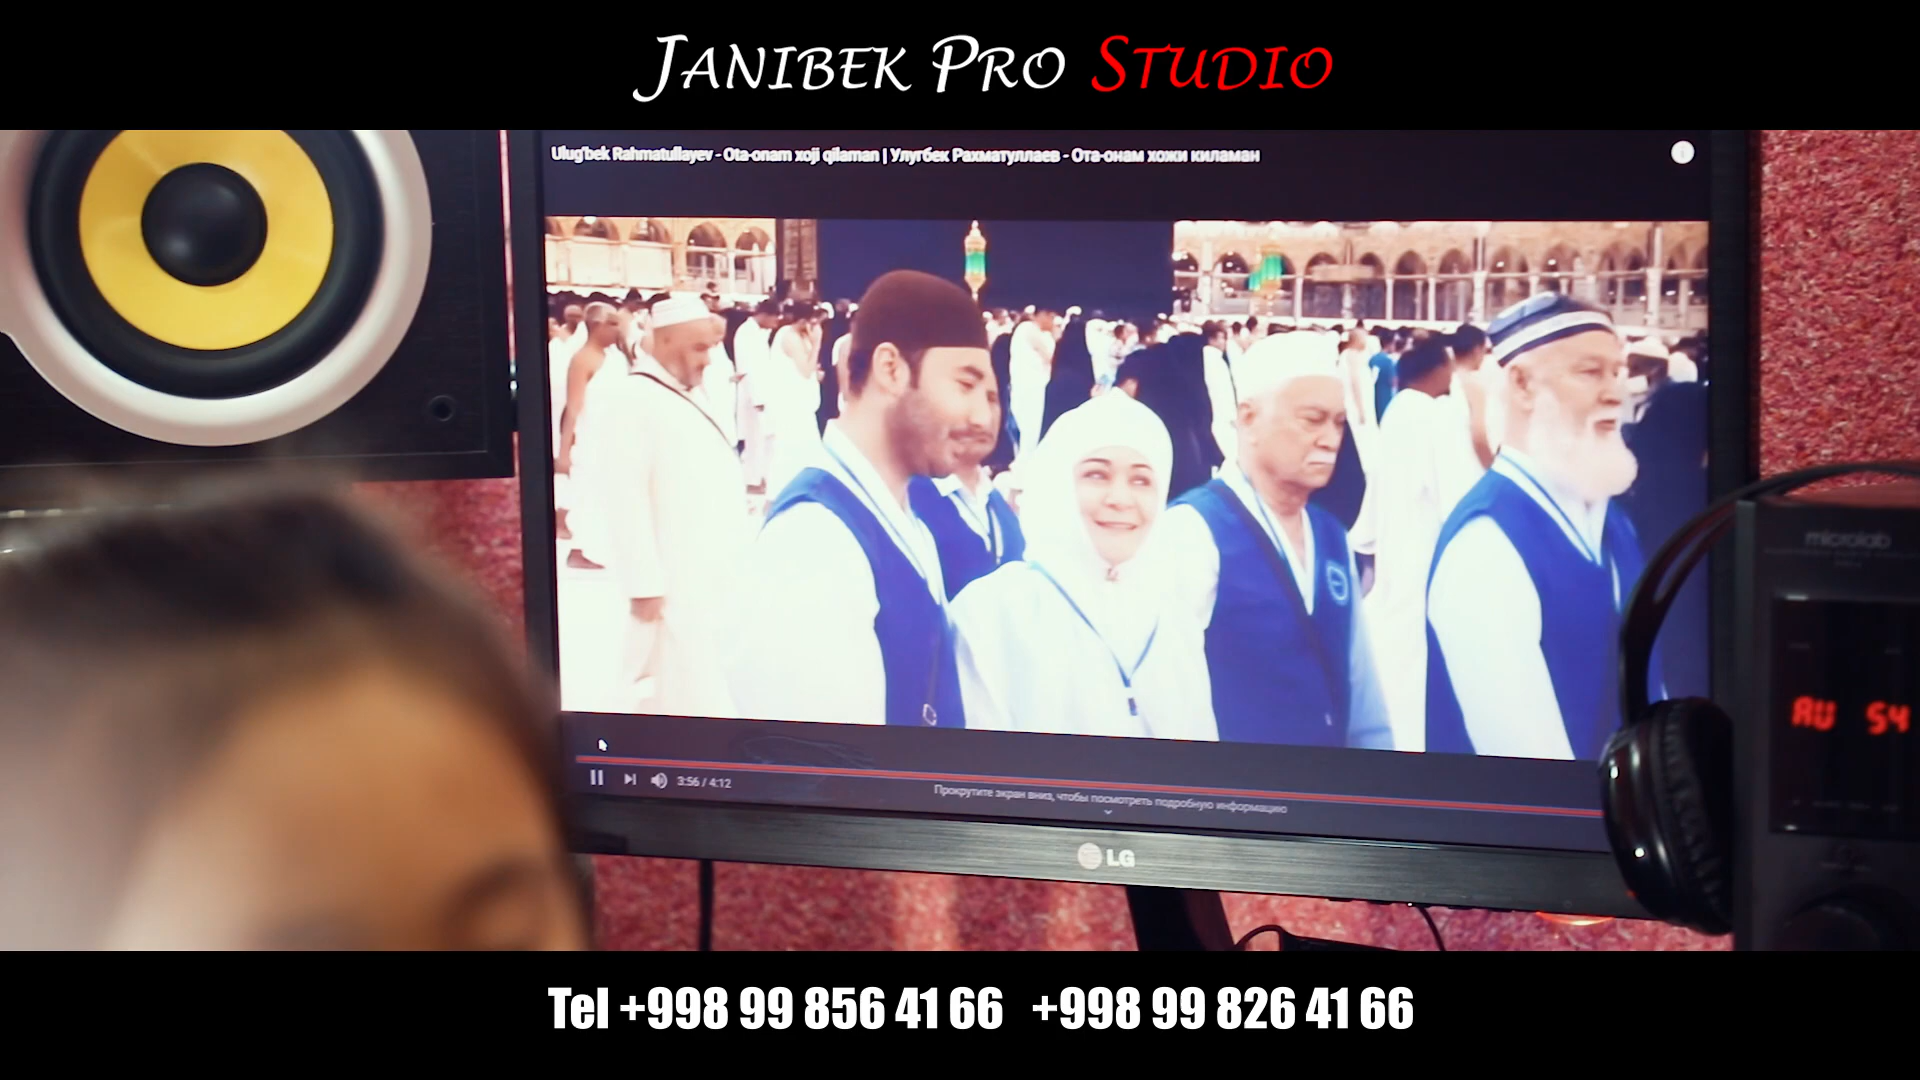 JANIBEK PRO STUDIO
Ulug'bek Rahmatullayev - Ota-onam xoji qilaman | Улугбек Рахматуллаев - Ота-онам хожи киламан
microlab
AU 54
3:56 / 4:12
Прокрутите экран вниз, чтобы посмотреть подробную информацию
LG
Tel +998 99 856 41 66 +998 99 826 41 66